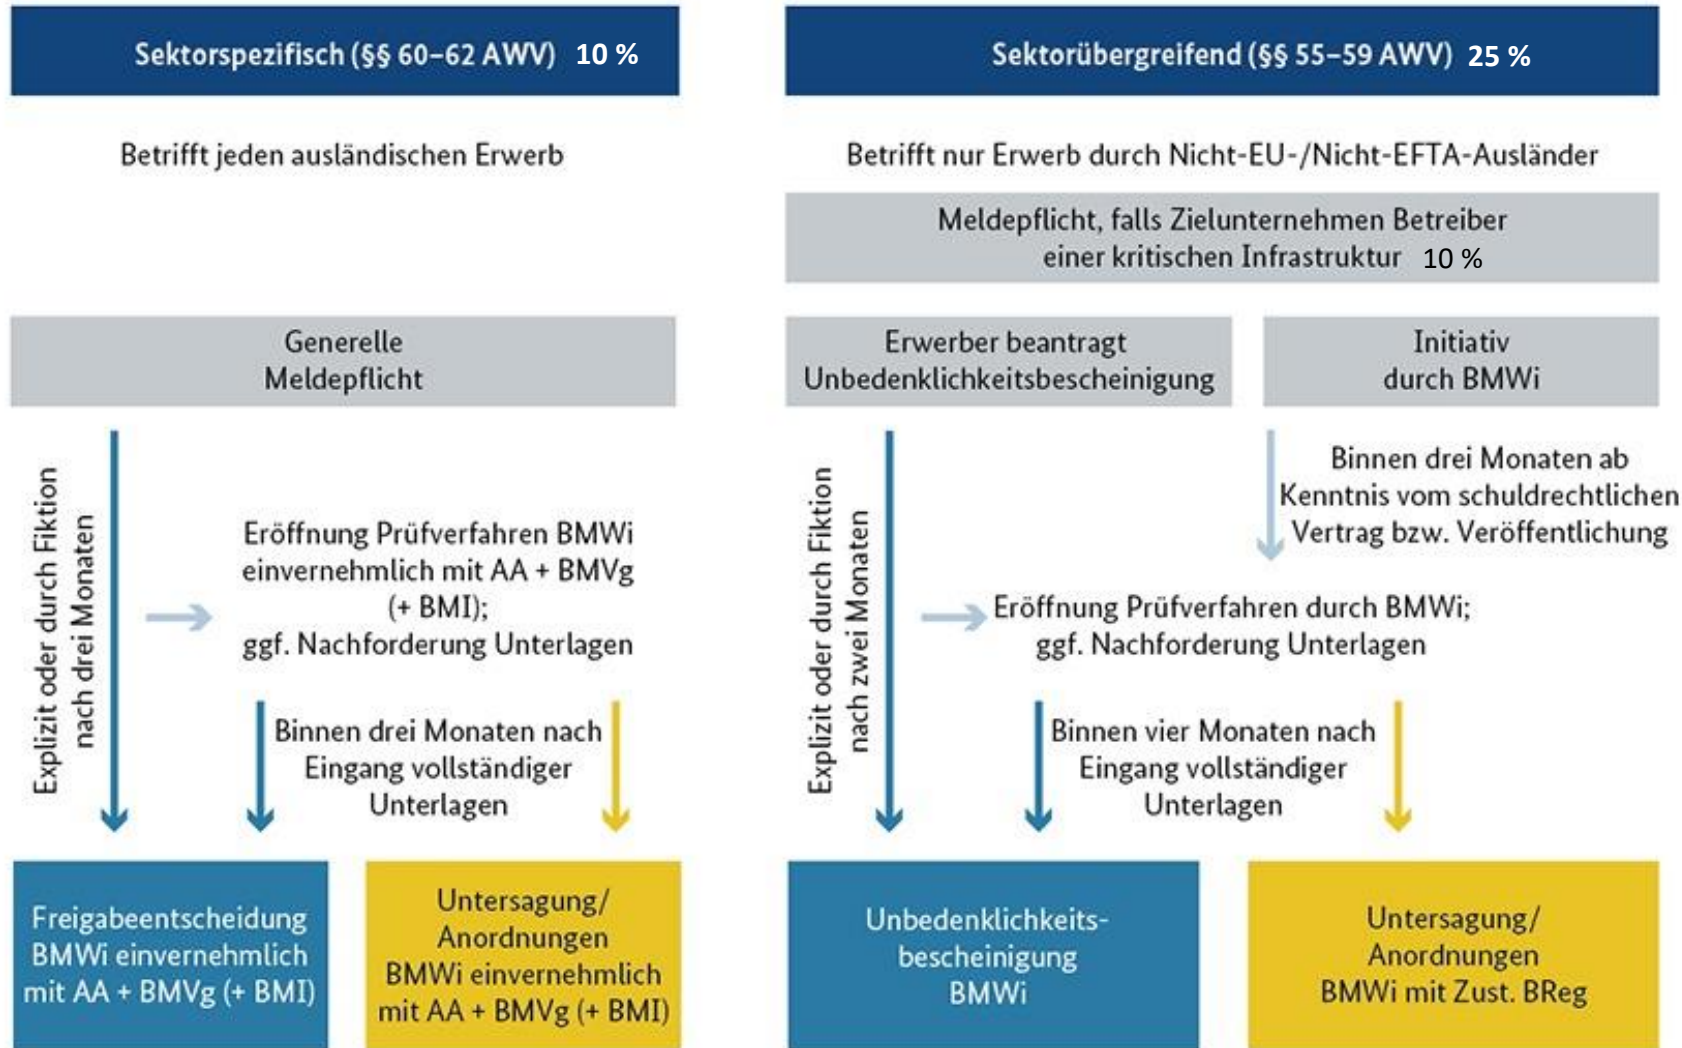 Sektorspezifisch (§§ 60–62 AWV) 10 %
Betrifft jeden ausländischen Erwerb
Generelle
Meldepflicht
Explizit oder durch Fiktion
nach drei Monaten
Eröffnung Prüfverfahren BMWi
einvernehmlich mit AA + BMVg
(+ BMI);
ggf. Nachforderung Unterlagen
Binnen drei Monaten nach
Eingang vollständiger
Unterlagen
Freigabeentscheidung
BMWi einvernehmlich
mit AA + BMVg (+ BMI)
Untersagung/
Anordnungen
BMWi einvernehmlich
mit AA + BMVg (+ BMI)
Sektorübergreifend (§§ 55–59 AWV) 25 %
Betrifft nur Erwerb durch Nicht-EU-/Nicht-EFTA-Ausländer
Meldepflicht, falls Zielunternehmen Betreiber
einer kritischen Infrastruktur 10 %
Erwerber beantragt
Unbedenklichkeitsbescheinigung
Initiativ
durch BMWi
Explizit oder durch Fiktion
nach zwei Monaten
Binnen drei Monaten ab
Kenntnis vom schuldrechtlichen
Vertrag bzw. Veröffentlichung
Eröffnung Prüfverfahren durch BMWi;
ggf. Nachforderung Unterlagen
Binnen vier Monaten nach
Eingang vollständiger
Unterlagen
Unbedenklichkeits-
bescheinigung
BMWi
Untersagung/
Anordnungen
BMWi mit Zust. BReg